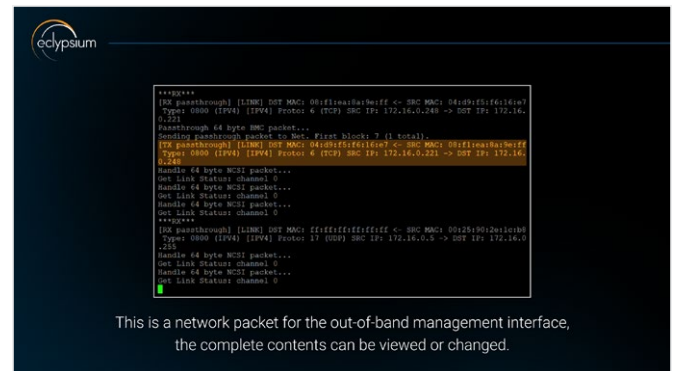 eclypsium
***RX***
[RX passthrough] [LINK] DST MAC: 00:f1:ea:8a:9e:ff <- SRC MAC: 04:d9:f5:f6:16:e7
Type: 0800 (IPV4) [IPV4] Proto: 6 (TCP) SRC IP: 172.16.0.248 -> DST IP: 172.16.
0.221
Passthrough 64 byte BMC packet...
Sending passhrough packet to Net. First block: 7 (1 total).
[TX passthrough] [LINK] DST MAC: 04:d9:f5:f6:16:e7 <- SRC MAC: 00:f1:ea:8a:9e:ff
Type: 0800 (IPV4) [IPV4] Proto: 6 (TCP) SRC IP: 172.16.0.221 -> DST IP: 172.16.
0.248
Handle 64 byte NCSI packet...
Get Link Status: channel 0
Handle 64 byte NCSI packet...
Get Link Status: channel 0
Handle 64 byte NCSI packet...
Get Link Status: channel 0
***RX***
[RX passthrough] [LINK] DST MAC: ff:ff:ff:ff:ff:ff <- SRC MAC: 00:25:90:2e:1c:b8
Type: 0800 (IPV4) [IPV4] Proto: 17 (UDP) SRC IP: 172.16.0.5 -> DST IP: 172.16.0
.255
Handle 64 byte NCSI packet...
Get Link Status: channel 0
Handle 64 byte NCSI packet...
Get Link Status: channel 0
This is a network packet for the out-of-band management interface,
the complete contents can be viewed or changed.